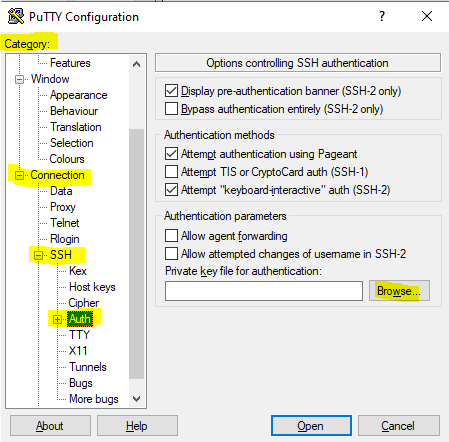 PuTTY Configuration
Category:
Features
Window
Appearance
Behaviour
Translation
Selection
Colours
Connection
Data
Proxy
Telnet
Rlogin
SSH
Kex
Host keys
Cipher
Auth
TTY
X11
Tunnels
Bugs
More bugs
Options controlling SSH authentication
Display pre-authentication banner (SSH-2 only)
Bypass authentication entirely (SSH-2 only)
Authentication methods
Attempt authentication using Pageant
Attempt TIS or CryptoCard auth (SSH-1)
Attempt "keyboard-interactive" auth (SSH-2)
Authentication parameters
Allow agent forwarding
Allow attempted changes of username in SSH-2
Private key file for authentication:
Browse...
About
Help
Open
Cancel